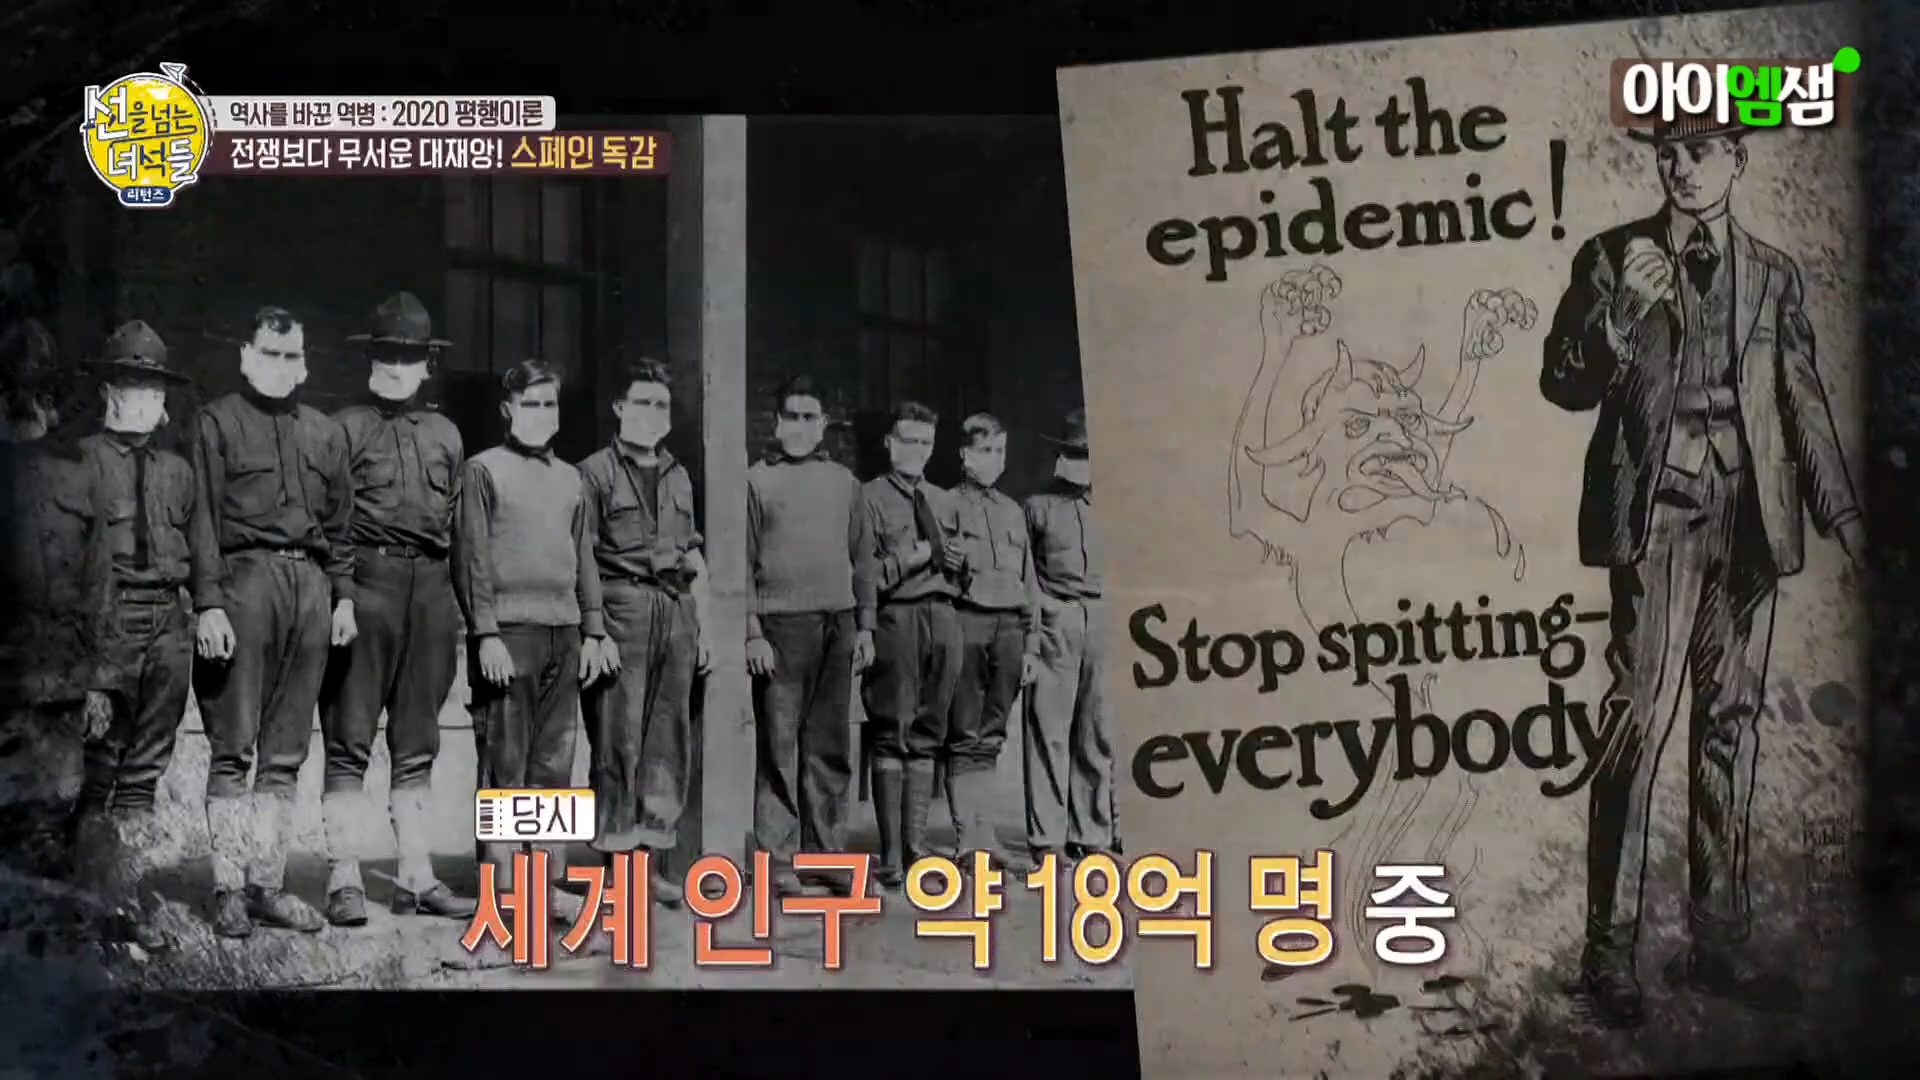 선을 넘는
녀석들
리턴즈
역사를 바꾼 역병 : 2020 평행이론
전쟁보다 무서운 대재앙! 스페인 독감
아이엠샘
Halt the
epidemic!
Stop spitting-
everybody
당시
세계 인구 약 18억 명 중